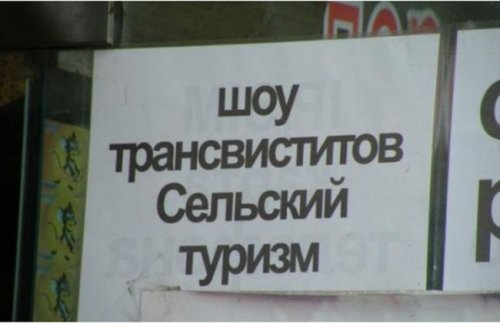 шоу
трансвиститов
Сельский
туризм